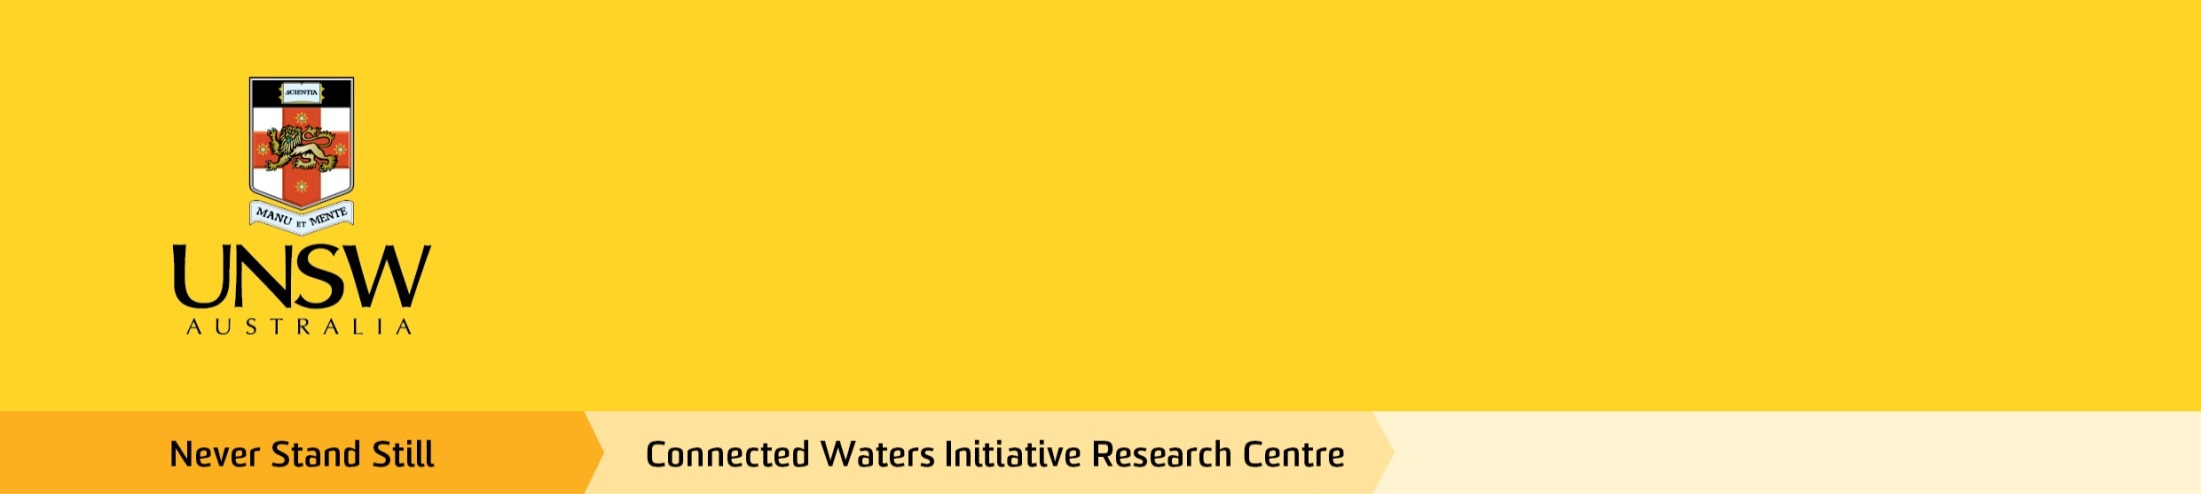 SCIENTIA
MANU ET MENTE
UNSW
AUSTRALIA
Never Stand Still
Connected Waters Initiative Research Centre